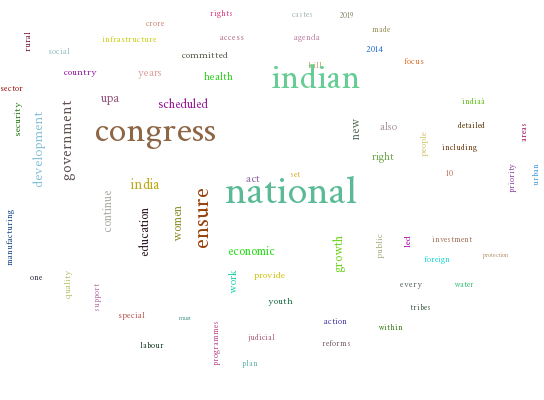 rights
castes
2019
crore
made
rural
infrastructure
access
agenda
social
committed
2014
focus
bill
country
years
health
indian
sector
upa
scheduled
indiaâ
security
development
government
congress
new
also
detailed
areas
people
including
right
india
act
set
10
priority
urban
national
ensure
continue
education
women
manufacturing
economic
growth
public
led
investment
foreign
protection
one
quality
work
provide
support
every
water
youth
tribes
special
must
action
within
labour
programmes
judicial
reforms
plan